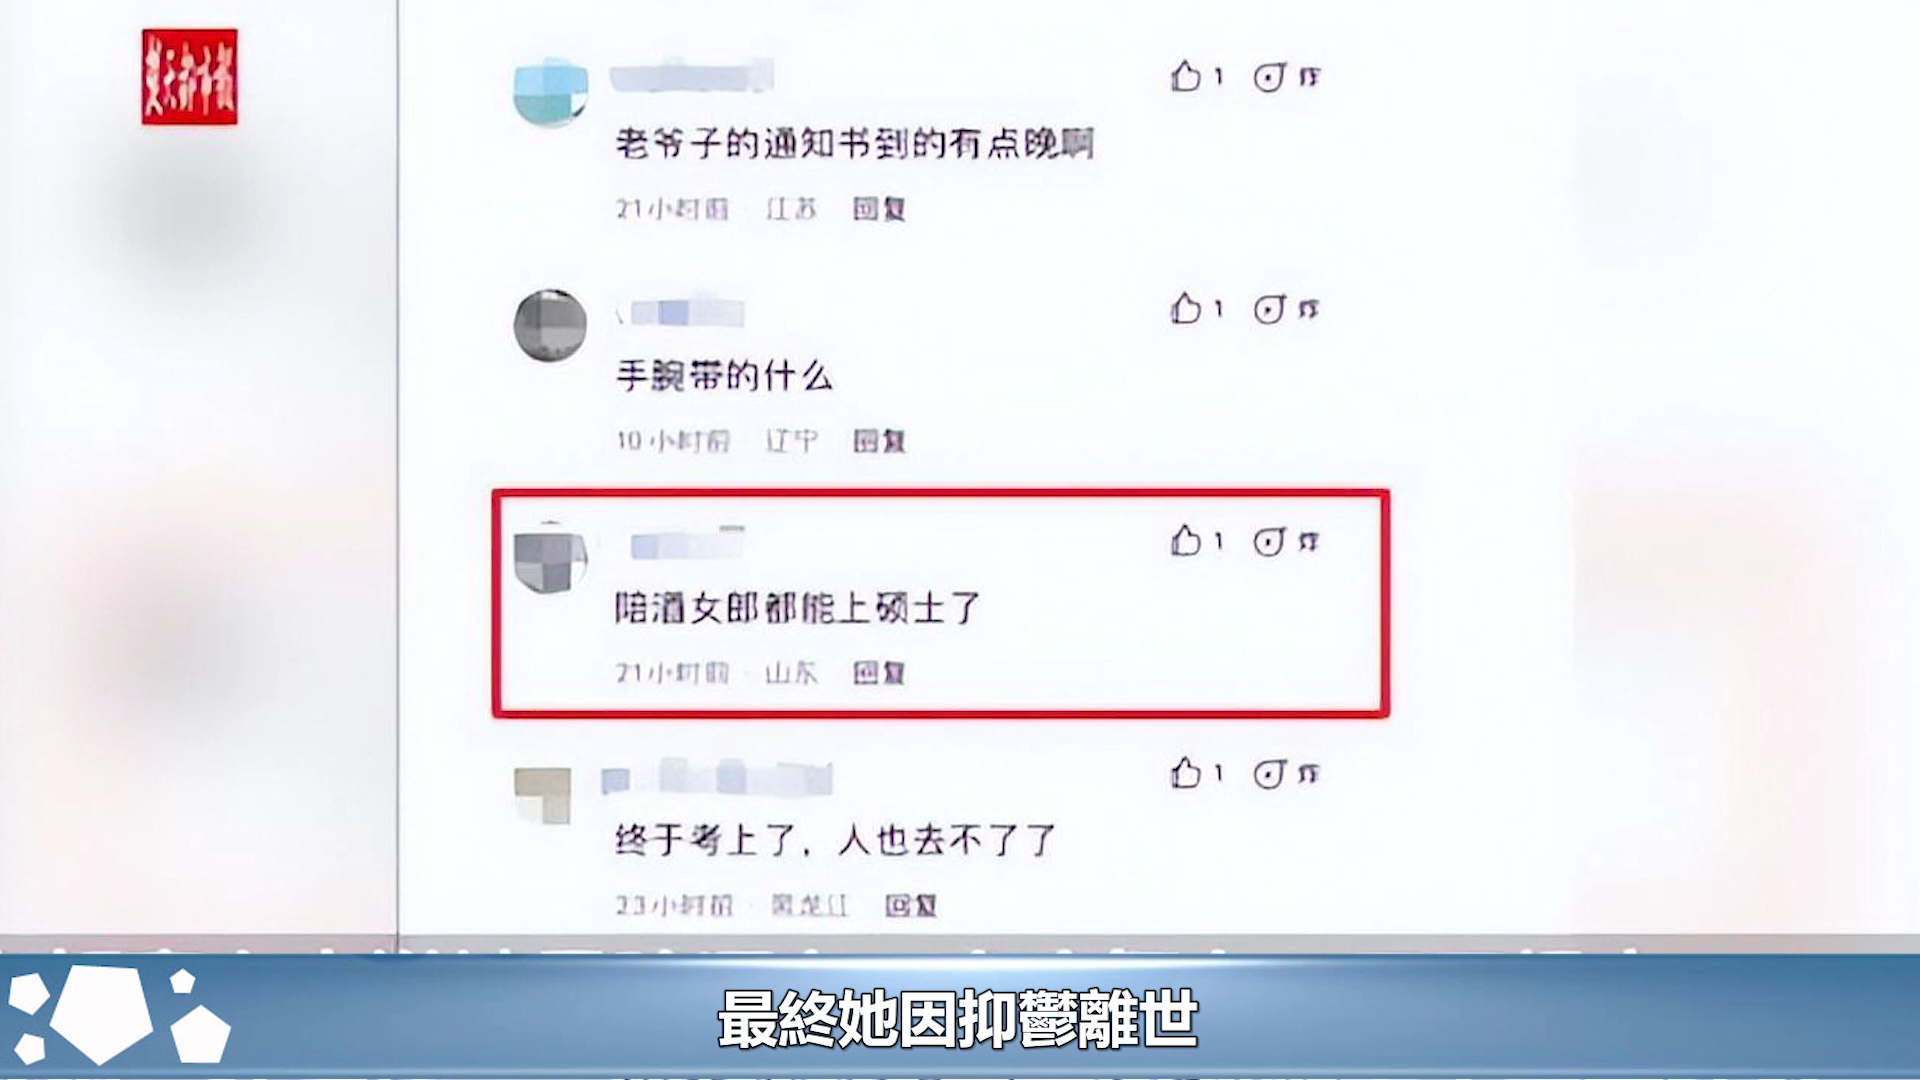 1
老爷子的通知书到的有点晚啊
21小时前 · 江苏 回复
1
手腕带的什么
10小时前 · 辽宁 回复
1
陪酒女郎都能上硕士了
21小时前 · 山东 回复
1
终于考上了，人也去不了了
23小时前 · 黑龙江 回复
最終她因抑鬱離世